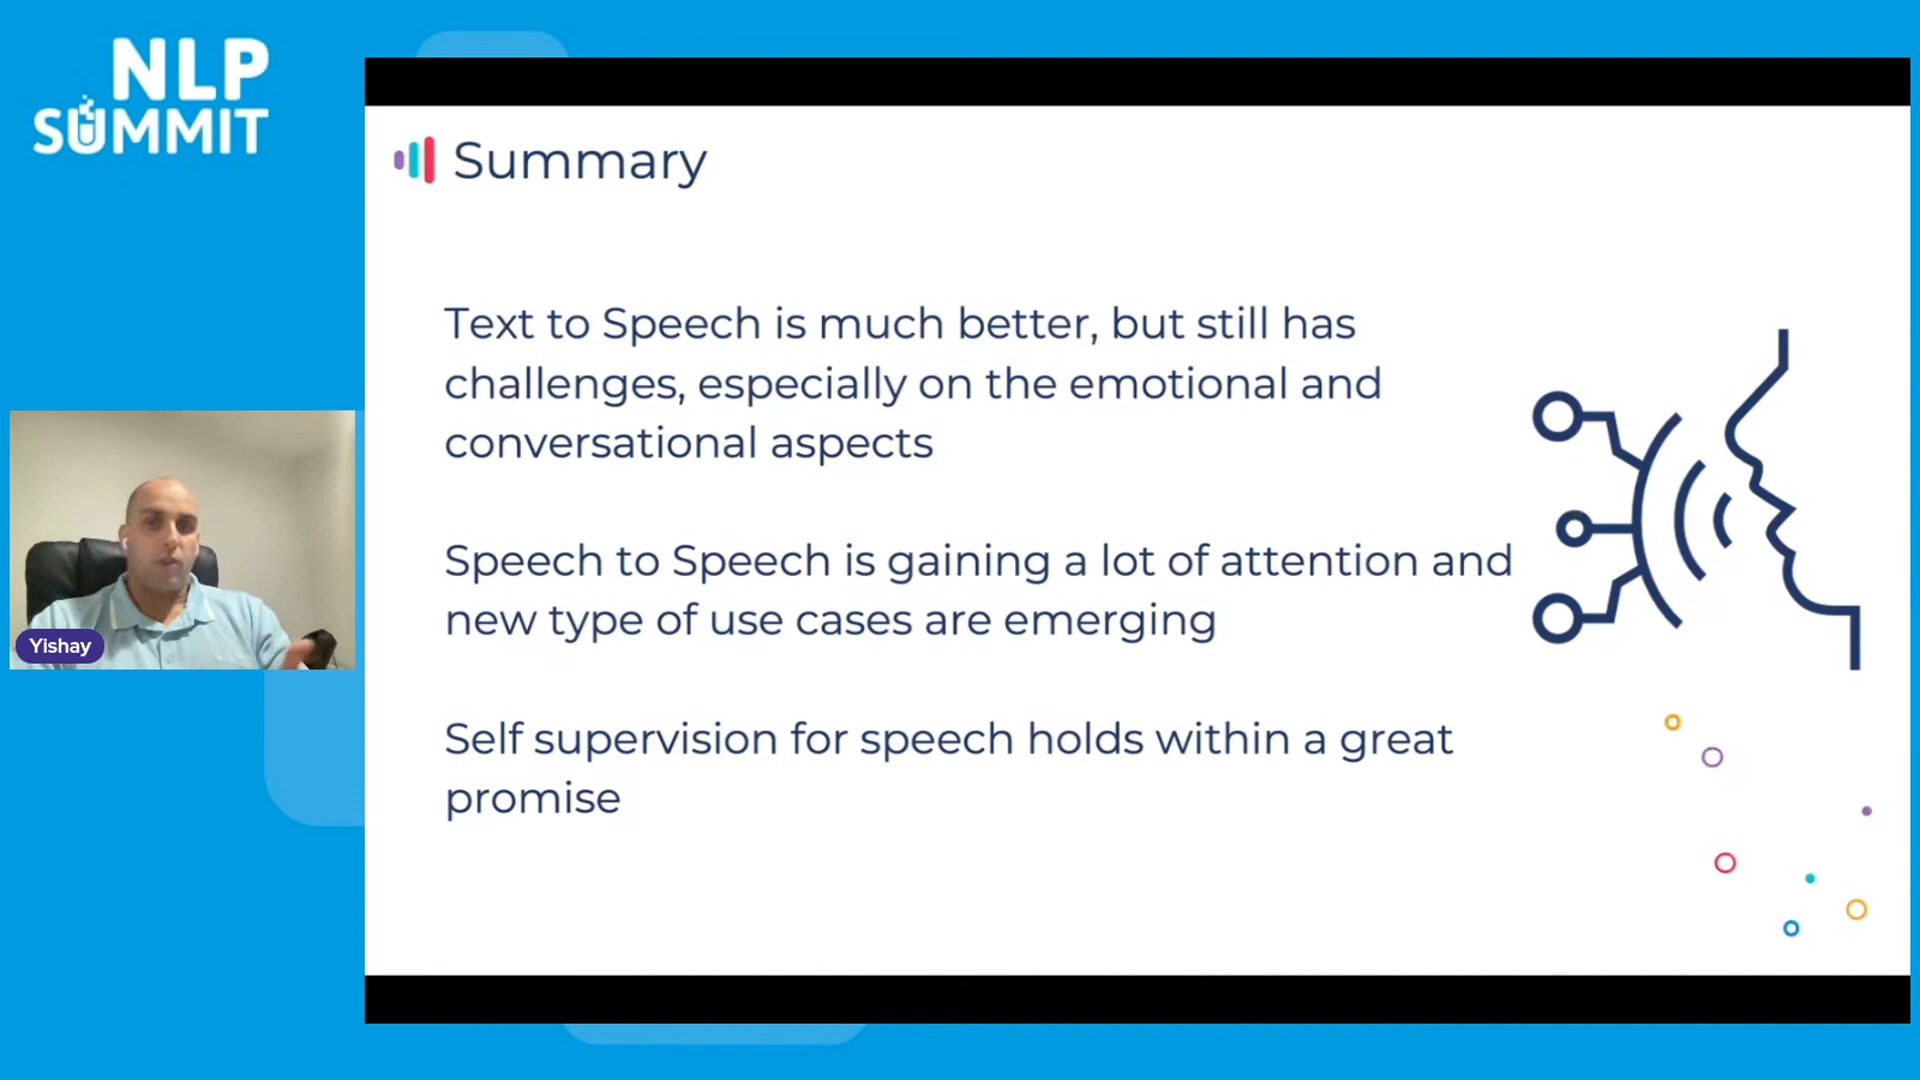 NLP
SUMMIT
Summary
Text to Speech is much better, but still has
challenges, especially on the emotional and
conversational aspects
Speech to Speech is gaining a lot of attention and
new type of use cases are emerging
Self supervision for speech holds within a great
promise
Yishay